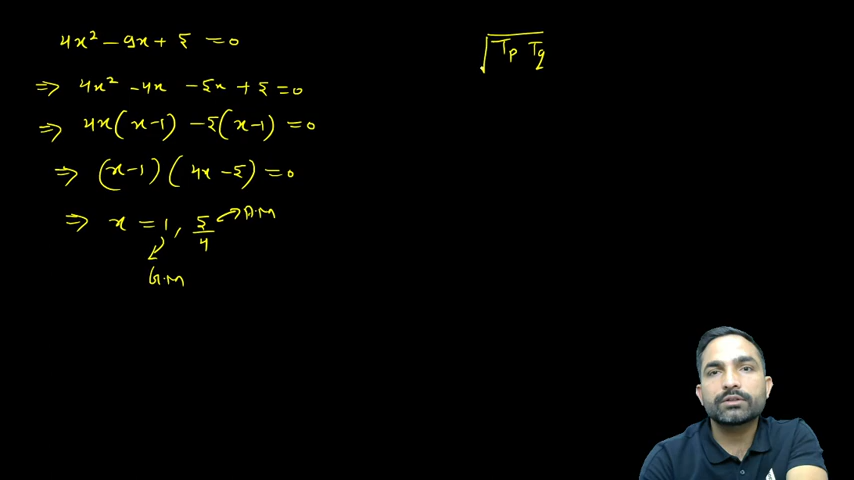 4x² - 9x + 5 = 0
⇒ 4x² - 4x - 5x + 5 = 0
⇒ 4x(x-1) - 5(x-1) = 0
⇒ (x-1)(4x-5) = 0
⇒ x = 1, 5/4 → A.M
G.M
√(Tp Tq)